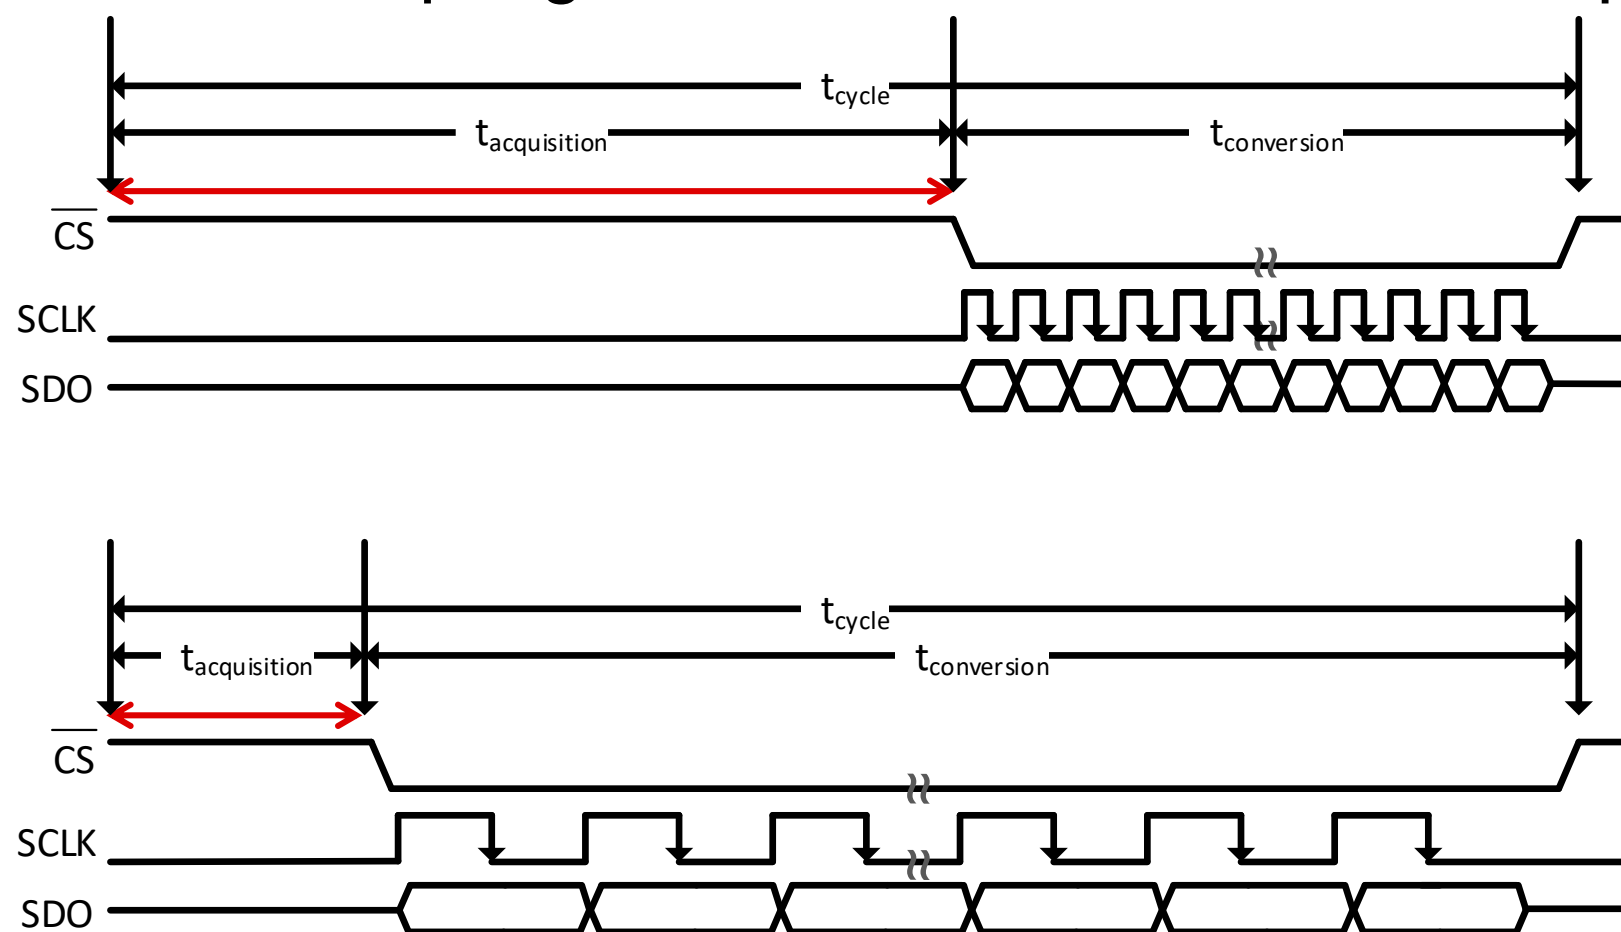 tcycle
tacquisition tconversion
CS
SCLK
SDO
tcycle
tacquisition tconversion
CS
SCLK
SDO